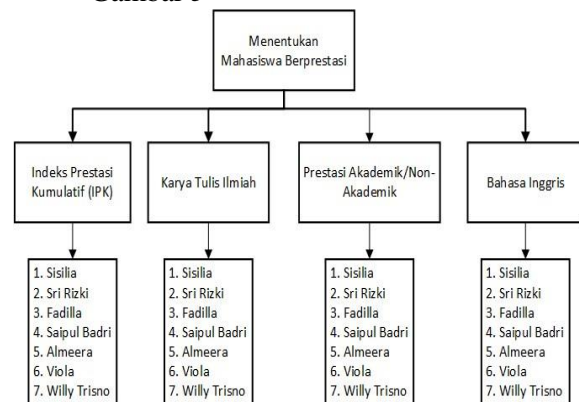 Menentukan
Mahasiswa Berprestasi
Indeks Prestasi
Kumulatif (IPK)
Karya Tulis Ilmiah
Prestasi Akademik/Non-
Akademik
Bahasa Inggris
1. Sisilia
2. Sri Rizki
3. Fadilla
4. Saipul Badri
5. Almeera
6. Viola
7. Willy Trisno
1. Sisilia
2. Sri Rizki
3. Fadilla
4. Saipul Badri
5. Almeera
6. Viola
7. Willy Trisno
1. Sisilia
2. Sri Rizki
3. Fadilla
4. Saipul Badri
5. Almeera
6. Viola
7. Willy Trisno
1. Sisilia
2. Sri Rizki
3. Fadilla
4. Saipul Badri
5. Almeera
6. Viola
7. Willy Trisno